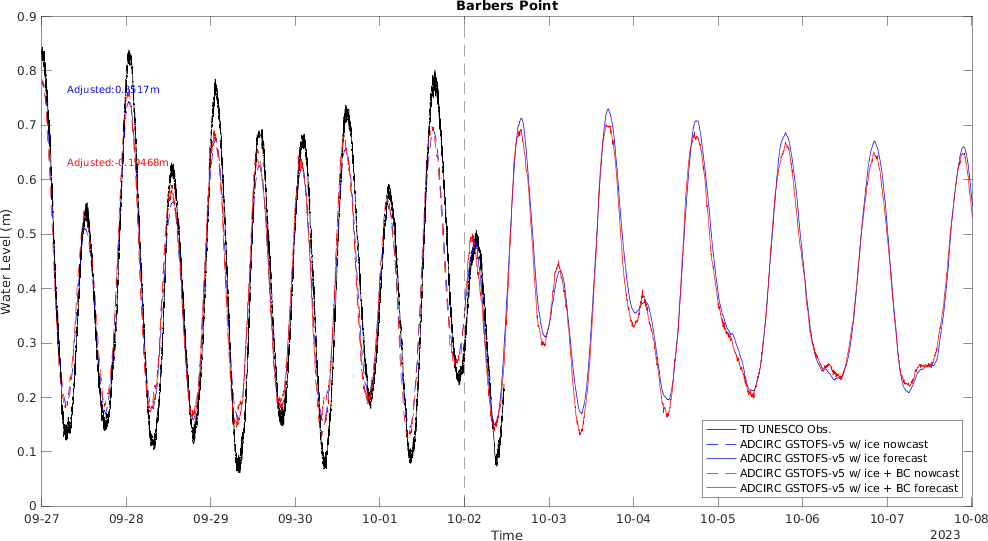 Barbers Point
0.9
0.8
0.7
0.6
0.5
0.4
0.3
0.2
0.1
0
Water Level (m)
Adjusted:-0.19468m
TD UNESCO Obs.
ADCIRC GSTOFS-v5 w/ ice nowcast
ADCIRC GSTOFS-v5 w/ ice forecast
ADCIRC GSTOFS-v5 w/ ice + BC nowcast
ADCIRC GSTOFS-v5 w/ ice + BC forecast
09-27
09-28
09-29
09-30
10-01
10-02
10-03
10-04
10-05
10-06
10-07
10-08
Time
2023